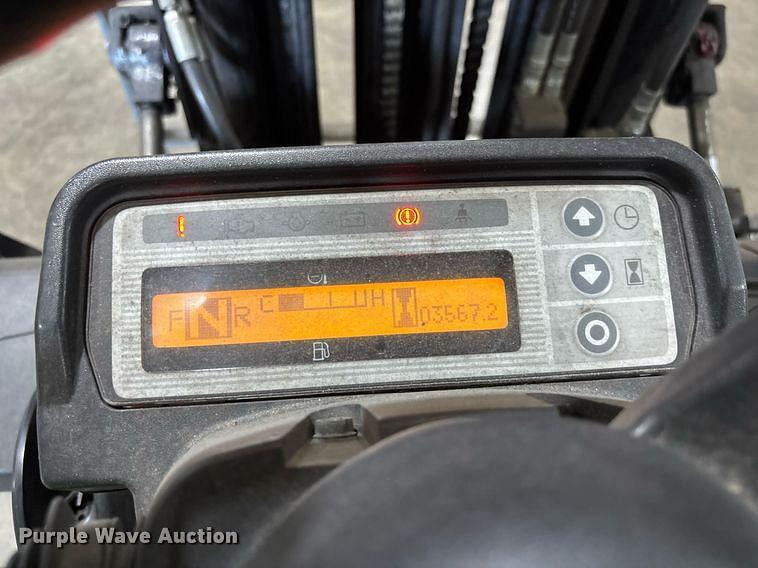 F N R C H 03567.2
Purple Wave Auction